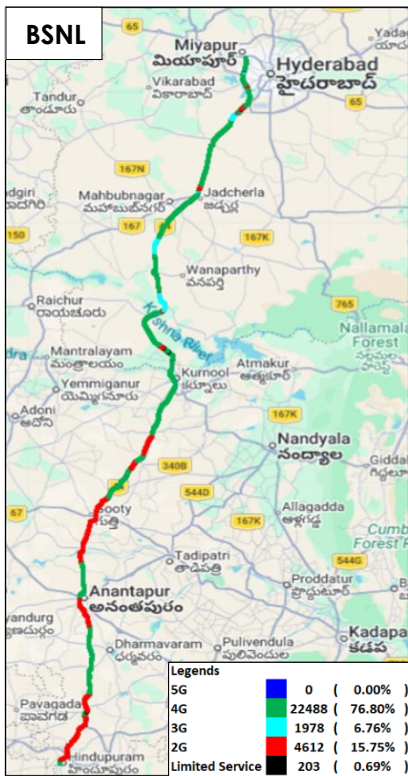 BSNL
65
Miyapur
మియాపూర్
Hyderabad
హైదరాబాద్
Vikarabad
వికారాబాద్
Tandur
తాండూరు
65
167N
Mahbubnagar
మహబూబ్‌నగర్
Jadcherla
జడ్చర్ల
150
167
167K
Wanaparthy
వనపర్తి
Raichur
ರಾಯಚೂರು
765
Krishna River
Nallamala
Forest
Mantralayam
మంత్రాలయం
Atmakur
ఆత్మకూర్
Kurnool
కర్నూలు
Yemmiganur
యెమ్మిగనూరు
Adoni
ఆదోని
167K
Nandyala
నంద్యాల
340B
544D
67
Gooty
గుత్తి
Allagadda
ఆళ్లగడ్డ
167K
Tadipatri
తాడిపత్రి
544G
Proddatur
ప్రొద్దుటూర్
Anantapur
అనంతపురం
Kadapa
కడప
Dharmavaram
ధర్మవరం
Pulivendula
పులివెందుల
Pavagada
పావగడ
Hindupuram
హిందూపురం
Legends
5G 0 ( 0.00% )
4G 22488 ( 76.80% )
3G 1978 ( 6.76% )
2G 4612 ( 15.75% )
Limited Service 203 ( 0.69% )